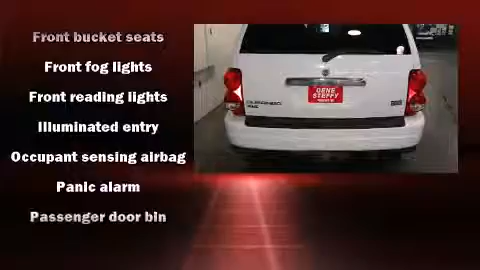 Front bucket seats
Front fog lights
Front reading lights
Illuminated entry
Occupant sensing airbag
Panic alarm
Passenger door bin
GENE
STEFFY